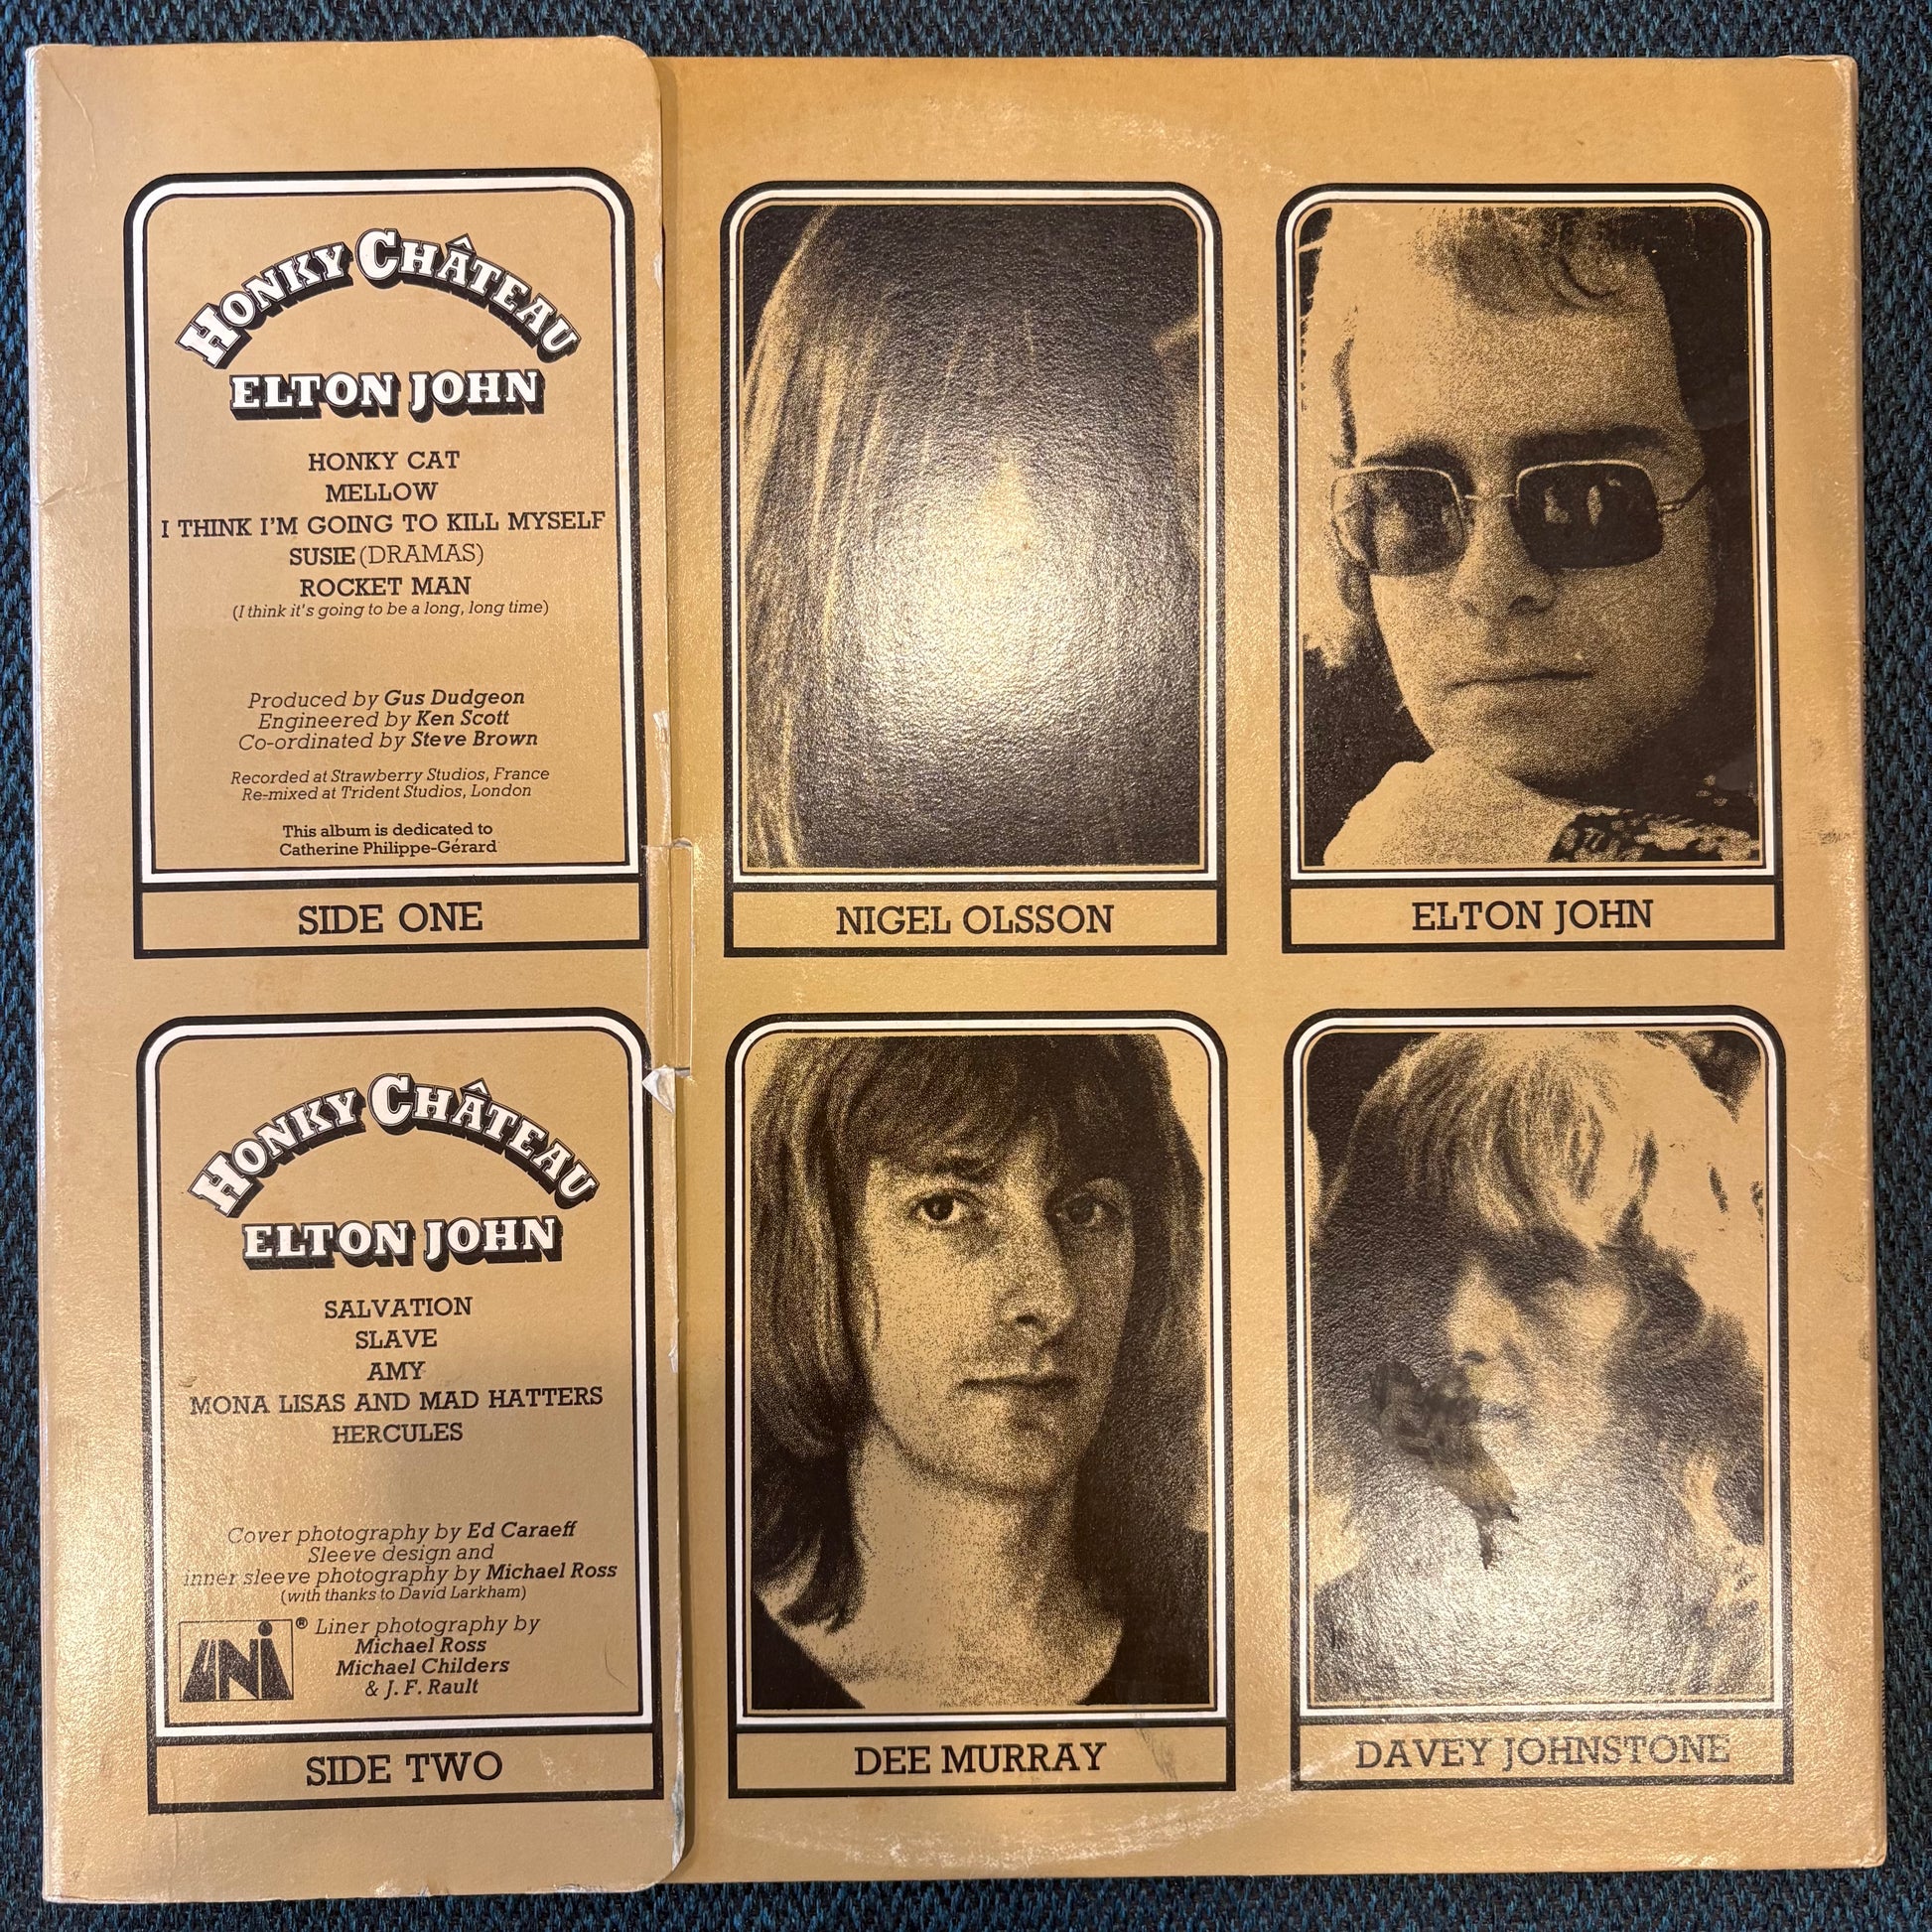 HONKY CHÂTEAU
ELTON JOHN
HONKY CAT
MELLOW
I THINK I'M GOING TO KILL MYSELF
SUSIE (DRAMAS)
ROCKET MAN
(I think it's going to be a long, long time)
Produced by Gus Dudgeon
Engineered by Ken Scott
Co-ordinated by Steve Brown
Recorded at Strawberry Studios, France
Re-mixed at Trident Studios, London
This album is dedicated to
Catherine Philippe-Gérard
SIDE ONE
HONKY CHÂTEAU
ELTON JOHN
SALVATION
SLAVE
AMY
MONA LISAS AND MAD HATTERS
HERCULES
Cover photography by Ed Caraeff
Sleeve design and
inner sleeve photography by Michael Ross
(with thanks to David Larkham)
UNI ® Liner photography by
Michael Ross
Michael Childers
& J. F. Rault
SIDE TWO
NIGEL OLSSON
ELTON JOHN
DEE MURRAY
DAVEY JOHNSTONE